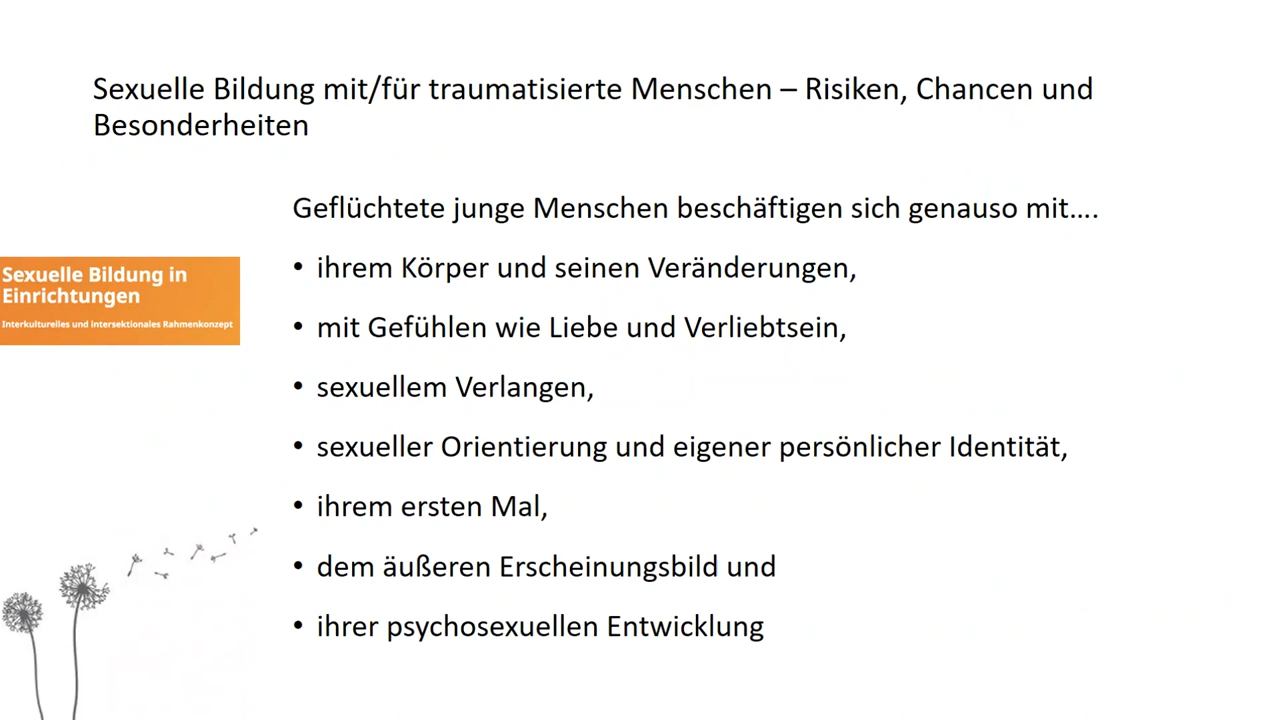 Sexuelle Bildung mit/für traumatisierte Menschen – Risiken, Chancen und
Besonderheiten
Geflüchtete junge Menschen beschäftigen sich genauso mit....
• ihrem Körper und seinen Veränderungen,
• mit Gefühlen wie Liebe und Verliebtsein,
• sexuellem Verlangen,
• sexueller Orientierung und eigener persönlicher Identität,
• ihrem ersten Mal,
• dem äußeren Erscheinungsbild und
• ihrer psychosexuellen Entwicklung
Sexuelle Bildung in
Einrichtungen
Interkulturelles und intersektionales Rahmenkonzept